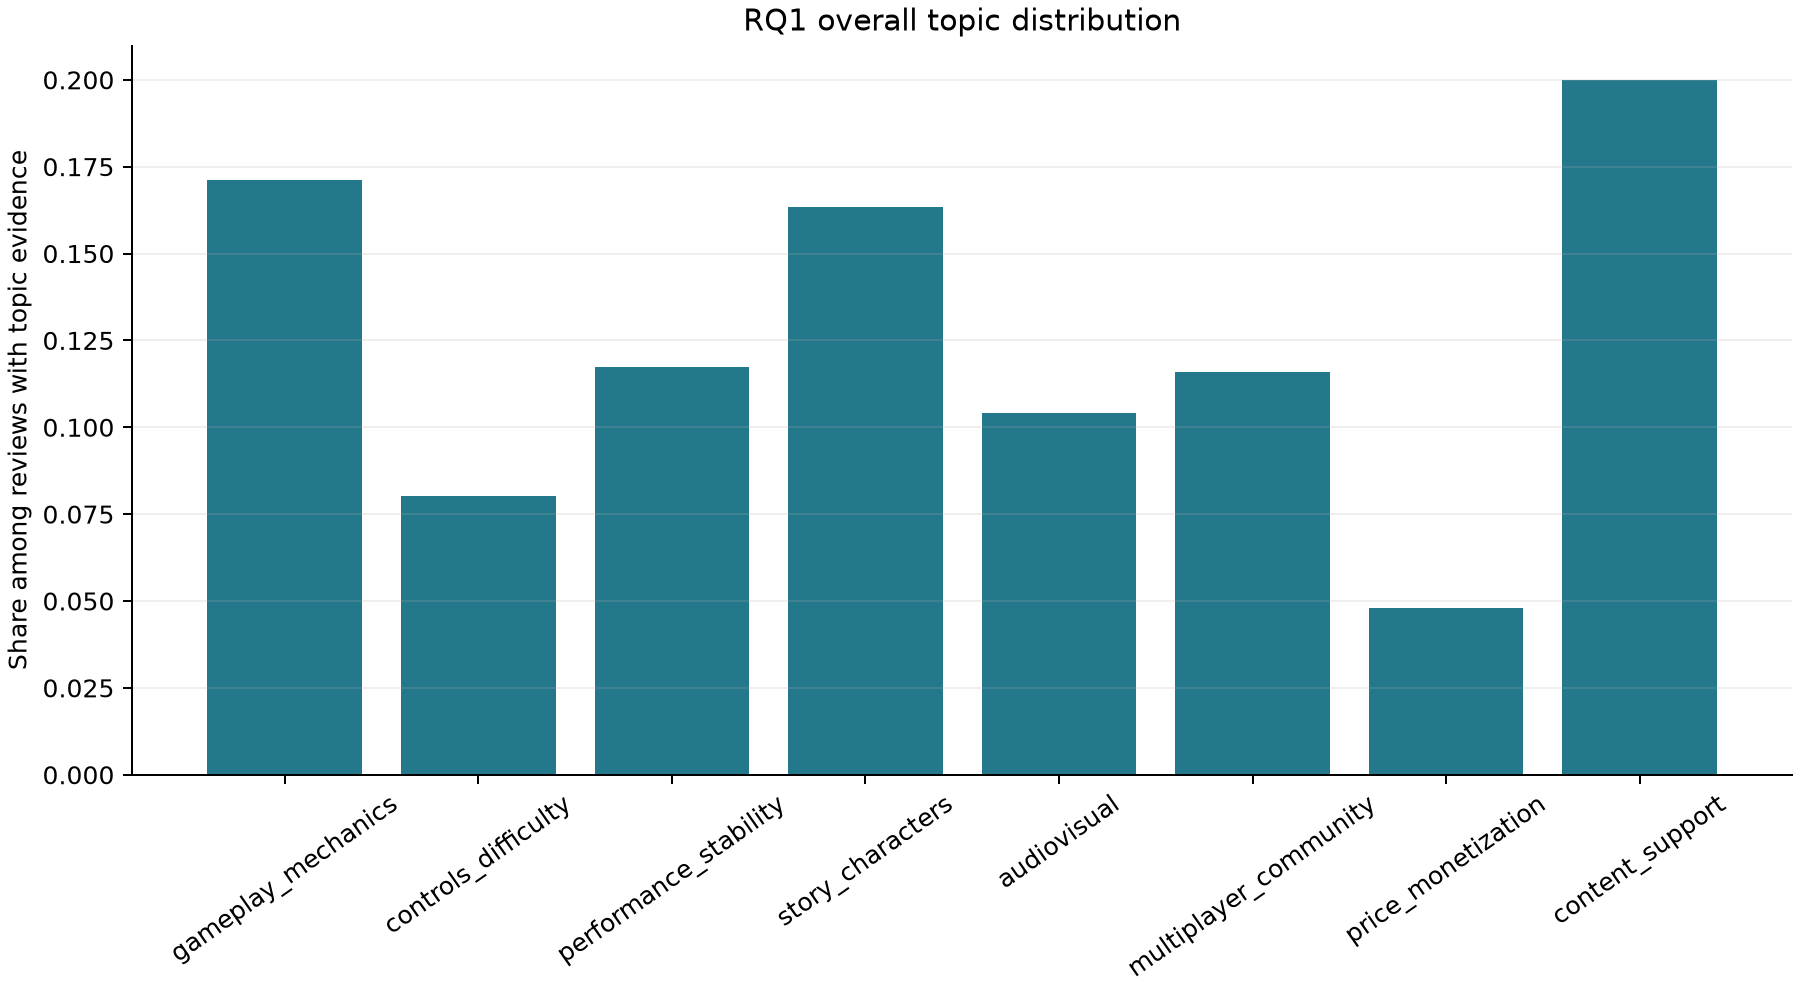 RQ1 overall topic distribution
Share among reviews with topic evidence
0.200
0.175
0.150
0.125
0.100
0.075
0.050
0.025
0.000
gameplay_mechanics
controls_difficulty
performance_stability
story_characters
audiovisual
multiplayer_community
price_monetization
content_support